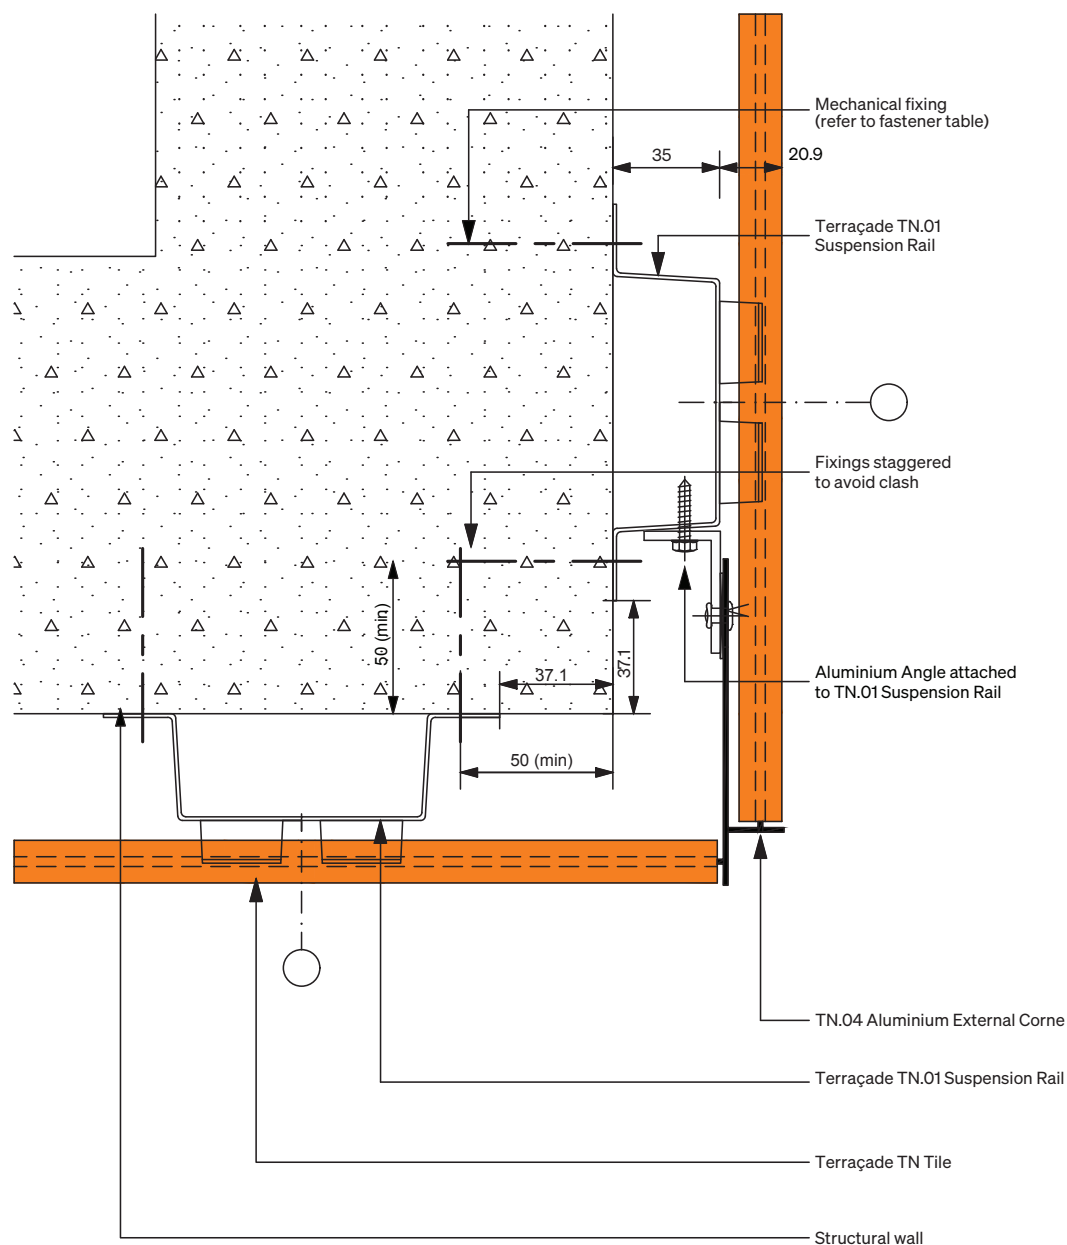 Mechanical fixing
(refer to fastener table)
35
20.9
Terraçade TN.01
Suspension Rail
Fixings staggered
to avoid clash
50 (min)
37.1
37.1
Aluminium Angle attached
to TN.01 Suspension Rail
50 (min)
TN.04 Aluminium External Corne
Terraçade TN.01 Suspension Rail
Terraçade TN Tile
Structural wall